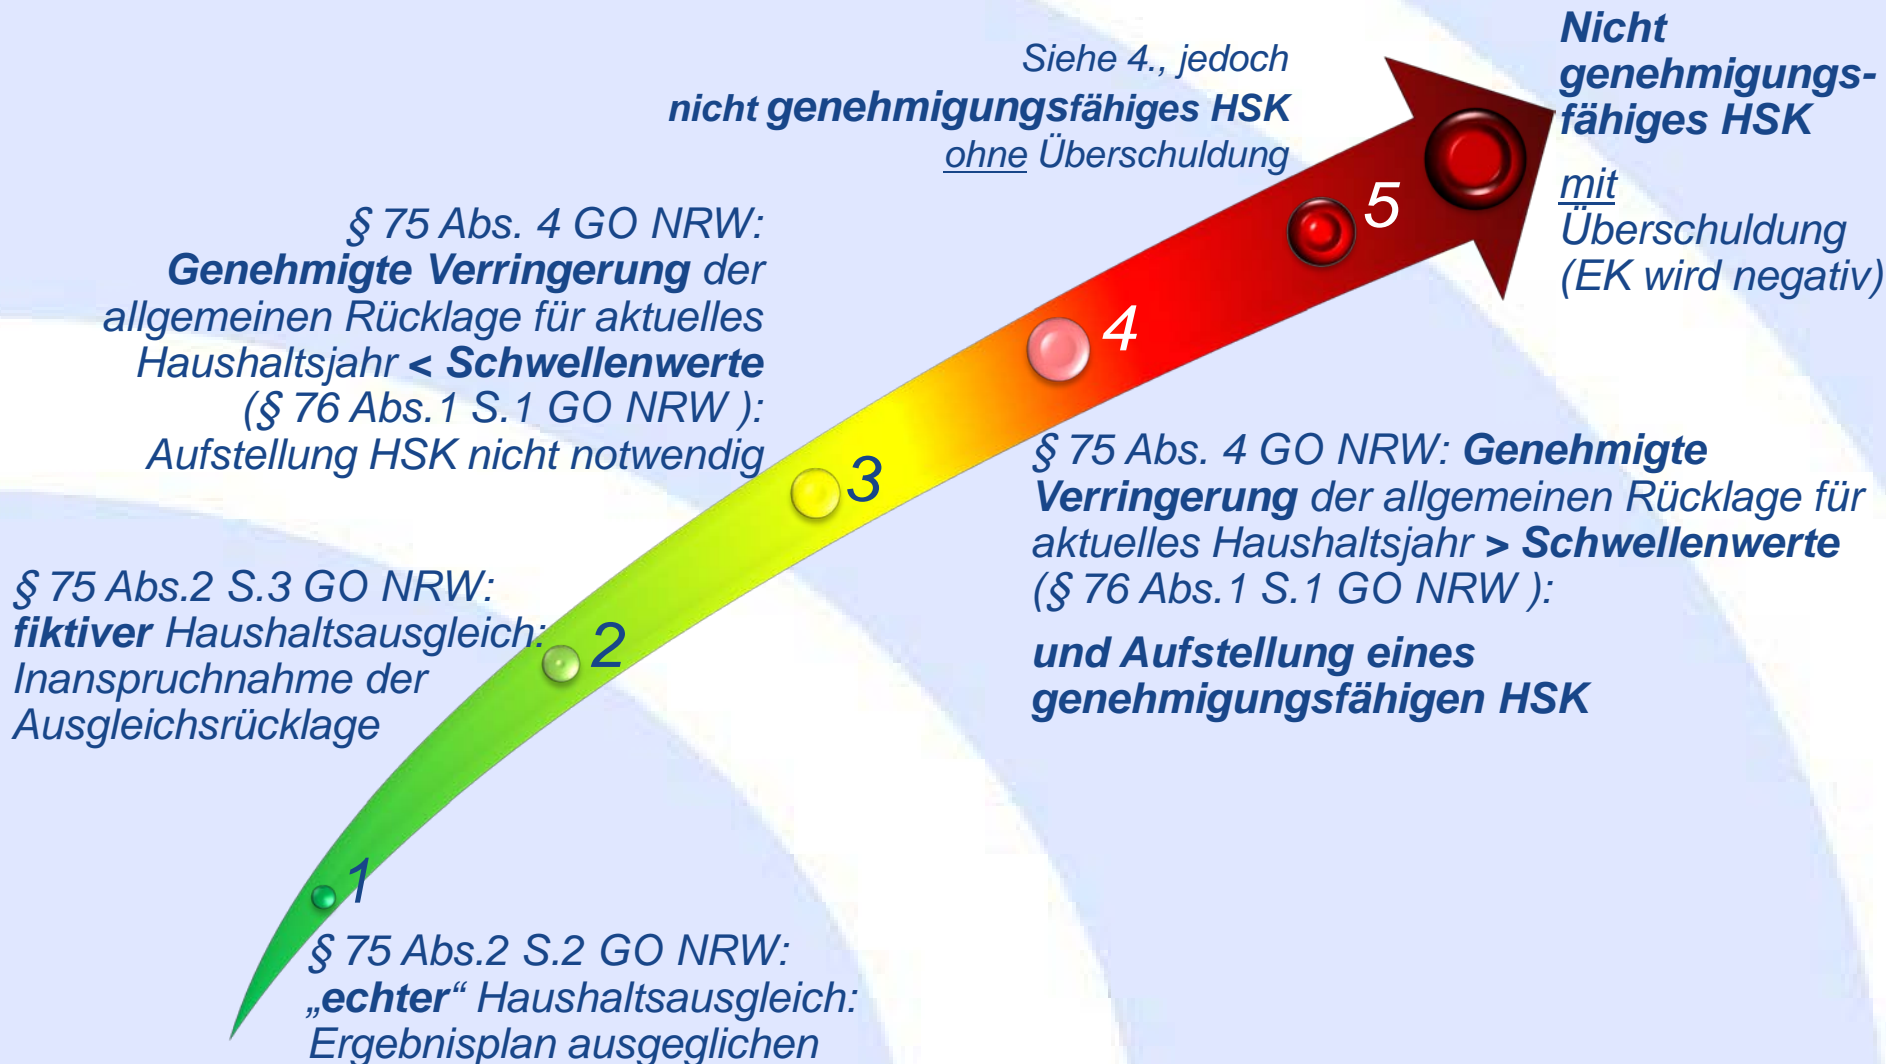 Nicht
genehmigungs-
fähiges HSK
mit
Überschuldung
(EK wird negativ)
Siehe 4., jedoch
nicht genehmigungsfähiges HSK
ohne Überschuldung
5
§ 75 Abs. 4 GO NRW:
Genehmigte Verringerung der
allgemeinen Rücklage für aktuelles
Haushaltsjahr < Schwellenwerte
(§ 76 Abs.1 S.1 GO NRW ):
Aufstellung HSK nicht notwendig
4
§ 75 Abs. 4 GO NRW: Genehmigte
Verringerung der allgemeinen Rücklage für
aktuelles Haushaltsjahr > Schwellenwerte
(§ 76 Abs.1 S.1 GO NRW ):
und Aufstellung eines
genehmigungsfähigen HSK
3
§ 75 Abs.2 S.3 GO NRW:
fiktiver Haushaltsausgleich:
Inanspruchnahme der
Ausgleichsrücklage
2
1
§ 75 Abs.2 S.2 GO NRW:
„echter“ Haushaltsausgleich:
Ergebnisplan ausgeglichen